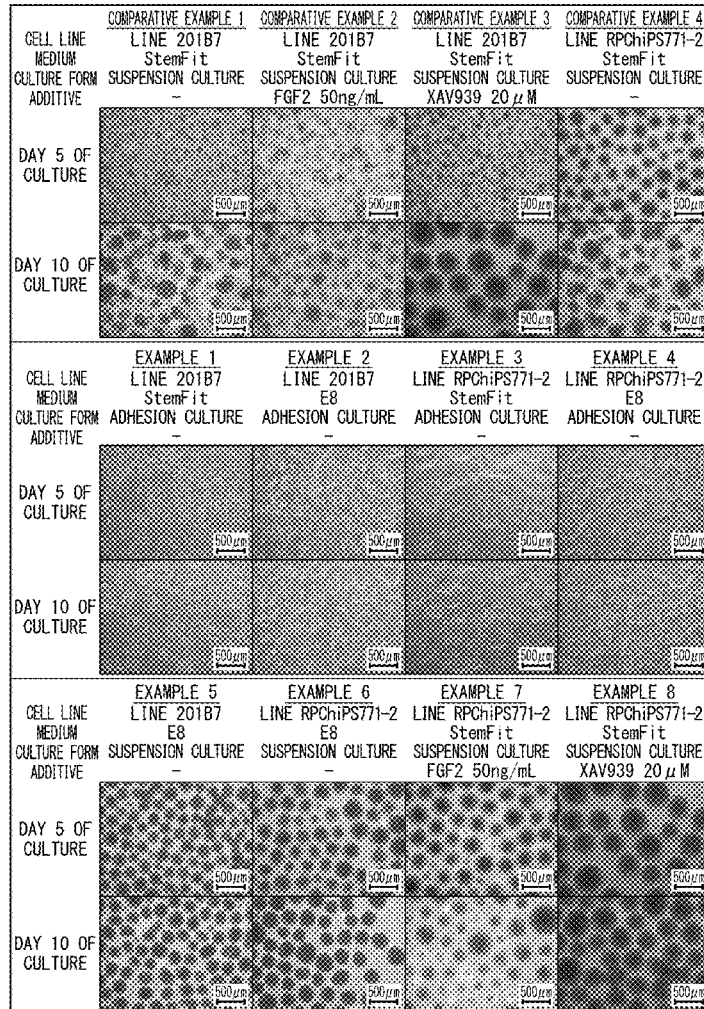 COMPARATIVE EXAMPLE 1 COMPARATIVE EXAMPLE 2 COMPARATIVE EXAMPLE 3 COMPARATIVE EXAMPLE 4
CELL LINE LINE 201B7 LINE 201B7 LINE 201B7 LINE RPChiPS771-2
MEDIUM StemFit StemFit StemFit StemFit
CULTURE FORM SUSPENSION CULTURE SUSPENSION CULTURE SUSPENSION CULTURE SUSPENSION CULTURE
ADDITIVE - FGF2 50ng/mL XAV939 20μM -
DAY 5 OF
CULTURE
500μm 500μm 500μm 500μm
DAY 10 OF
CULTURE
500μm 500μm 500μm 500μm
EXAMPLE 1 EXAMPLE 2 EXAMPLE 3 EXAMPLE 4
CELL LINE LINE 201B7 LINE 201B7 LINE RPChiPS771-2 LINE RPChiPS771-2
MEDIUM StemFit E8 StemFit E8
CULTURE FORM ADHESION CULTURE ADHESION CULTURE ADHESION CULTURE ADHESION CULTURE
ADDITIVE - - - -
DAY 5 OF
CULTURE
500μm 500μm 500μm 500μm
DAY 10 OF
CULTURE
500μm 500μm 500μm 500μm
EXAMPLE 5 EXAMPLE 6 EXAMPLE 7 EXAMPLE 8
CELL LINE LINE 201B7 LINE RPChiPS771-2 LINE RPChiPS771-2 LINE RPChiPS771-2
MEDIUM E8 E8 StemFit StemFit
CULTURE FORM SUSPENSION CULTURE SUSPENSION CULTURE SUSPENSION CULTURE SUSPENSION CULTURE
ADDITIVE - - FGF2 50ng/mL XAV939 20μM
DAY 5 OF
CULTURE
500μm 500μm 500μm 500μm
DAY 10 OF
CULTURE
500μm 500μm 500μm 500μm